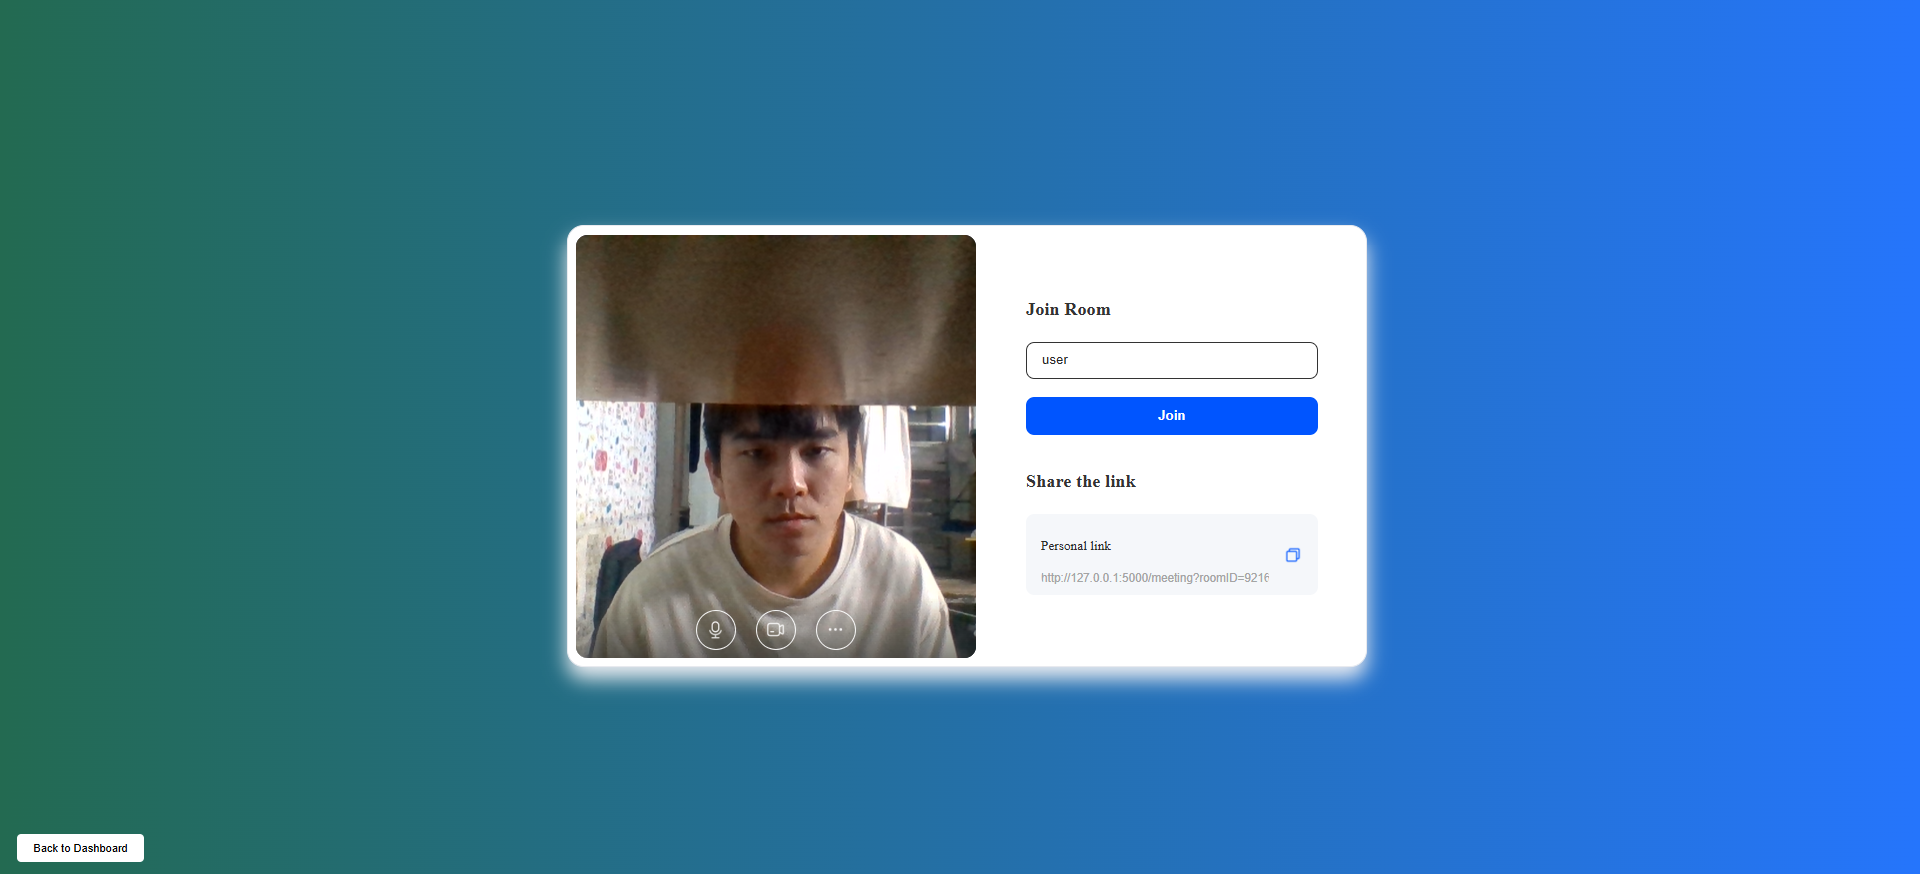 Join Room
user
Join
Share the link
Personal link
http://127.0.0.1:5000/meeting?roomID=921
Back to Dashboard